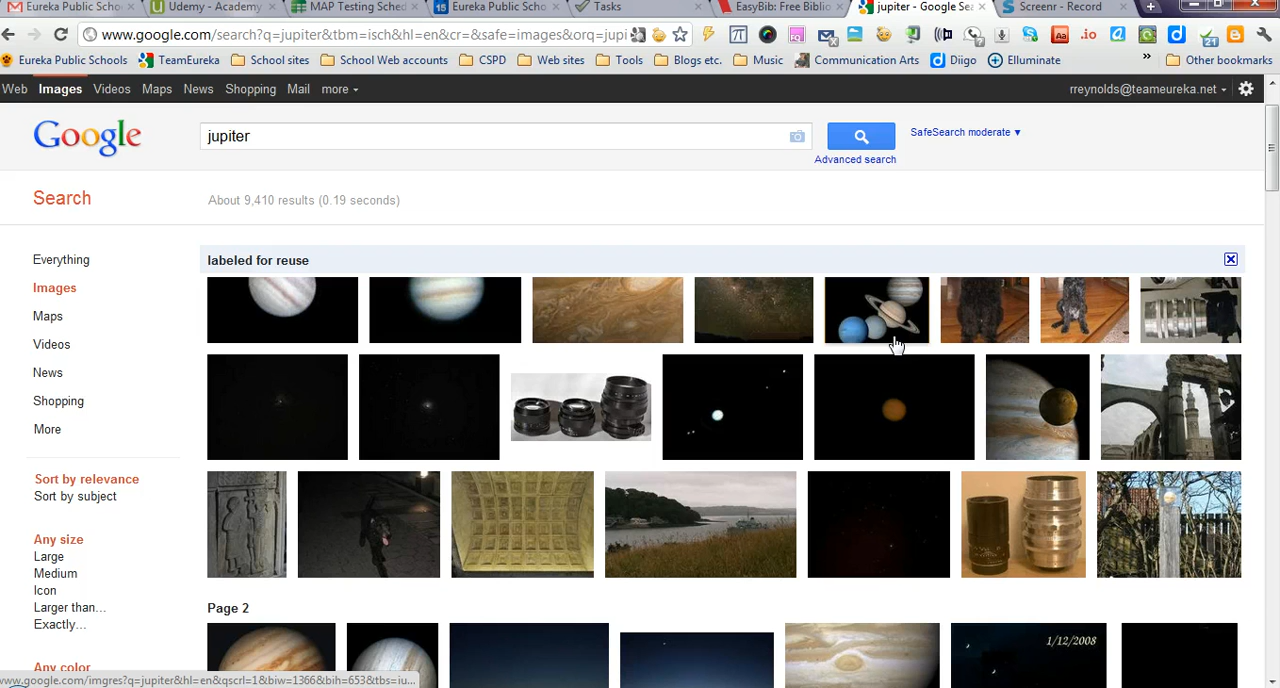 Eureka Public Schoo
Udemy - Academy
MAP Testing Sched
Eureka Public Scho
Tasks
EasyBib: Free Biblio
jupiter - Google Sea
Screenr - Record
www.google.com/search?q=jupiter&tbm=isch&hl=en&cr=&safe=images&orq=jupi
Eureka Public Schools
TeamEureka
School sites
School Web accounts
CSPD
Web sites
Tools
Blogs etc.
Music
Communication Arts
Diigo
Elluminate
»
Other bookmarks
Web Images Videos Maps News Shopping Mail more
rreynolds@teameureka.net
Google
jupiter
SafeSearch moderate ▼
Advanced search
Search
About 9,410 results (0.19 seconds)
Everything
labeled for reuse
Images
Maps
Videos
News
Shopping
More
Sort by relevance
Sort by subject
Any size
Large
Medium
Icon
Larger than...
Exactly...
Page 2
Any color
1/12/2008
www.google.com/imgres?q=jupiter&hl=en&qscrl=1&biw=1366&bih=653&tbs=iu...